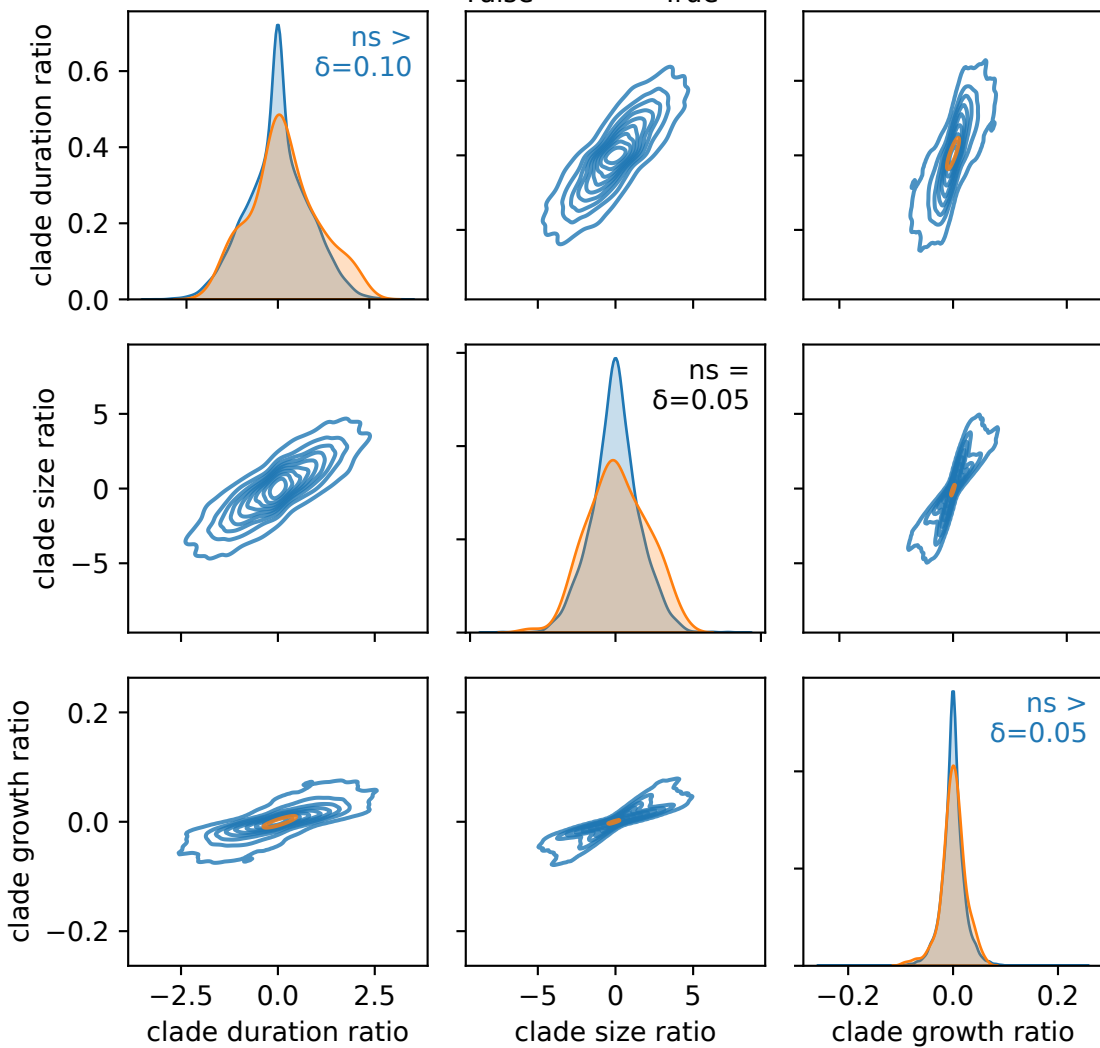 clade duration ratio
0.6
0.4
0.2
0.0
ns >
δ=0.10
clade size ratio
5
0
−5
ns =
δ=0.05
clade growth ratio
0.2
0.0
−0.2
ns >
δ=0.05
−2.5
0.0
2.5
clade duration ratio
−5
0
5
clade size ratio
−0.2
0.0
0.2
clade growth ratio